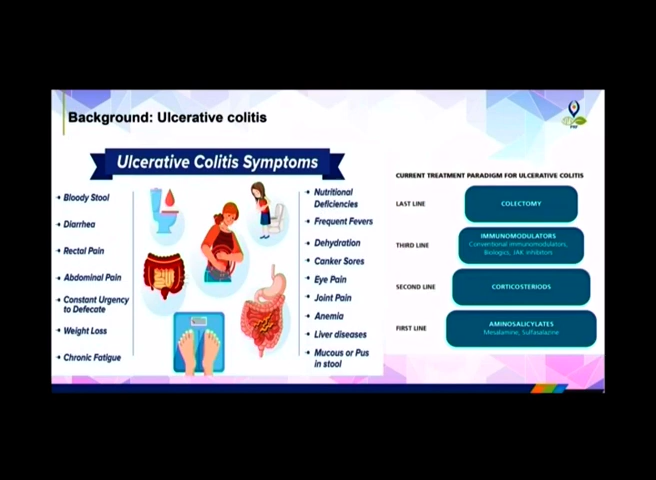 Background: Ulcerative colitis
Ulcerative Colitis Symptoms
Bloody Stool
Diarrhea
Rectal Pain
Abdominal Pain
Constant Urgency
to Defecate
Weight Loss
Chronic Fatigue
Nutritional
Deficiencies
Frequent Fevers
Dehydration
Canker Sores
Eye Pain
Joint Pain
Anemia
Liver diseases
Mucous or Pus
in stool
CURRENT TREATMENT PARADIGM FOR ULCERATIVE COLITIS
LAST LINE
COLECTOMY
THIRD LINE
IMMUNOMODULATORS
Conventional immunomodulators,
Biologics, JAK inhibitors
SECOND LINE
CORTICOSTERIODS
FIRST LINE
AMINOSALICYLATES
Mesalamine, Sulfasalazine